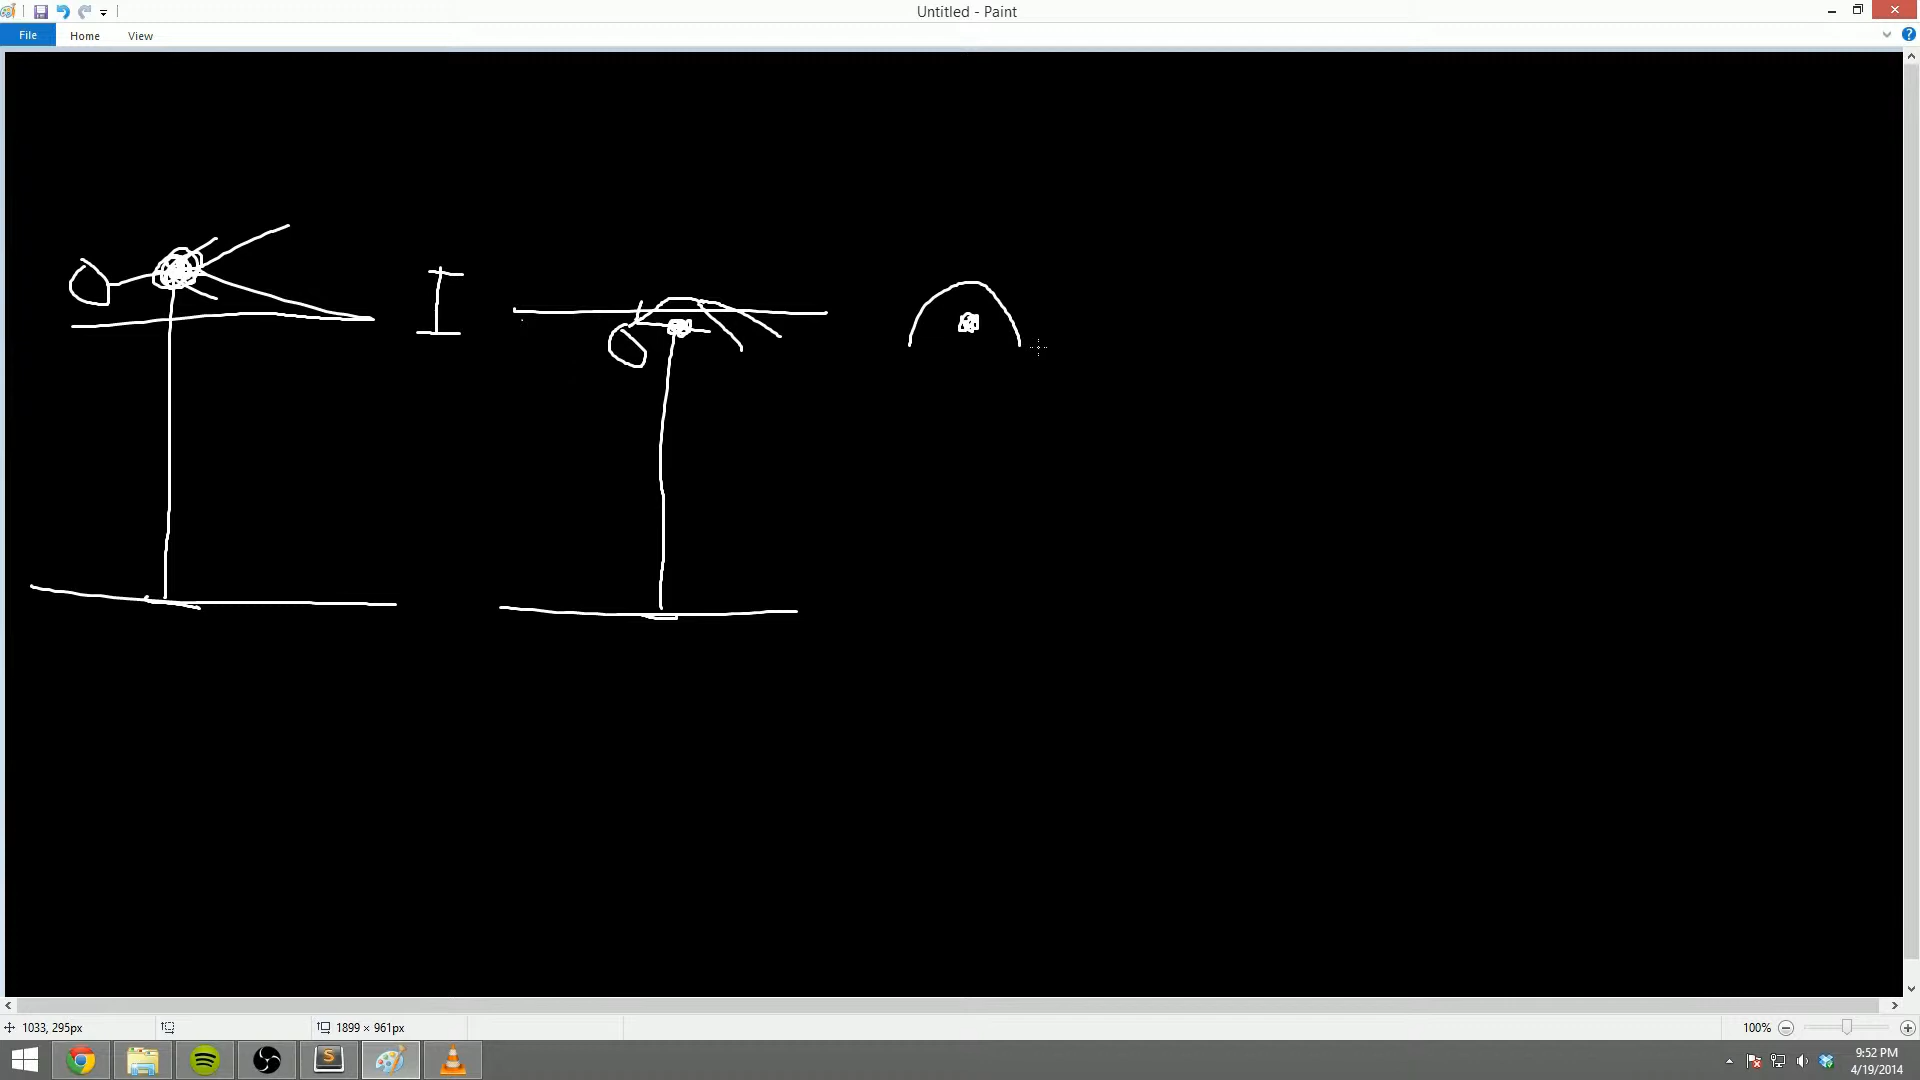 Untitled - Paint
File Home View
1033, 295px
1899 × 961px
100%
9:52 PM
4/19/2014